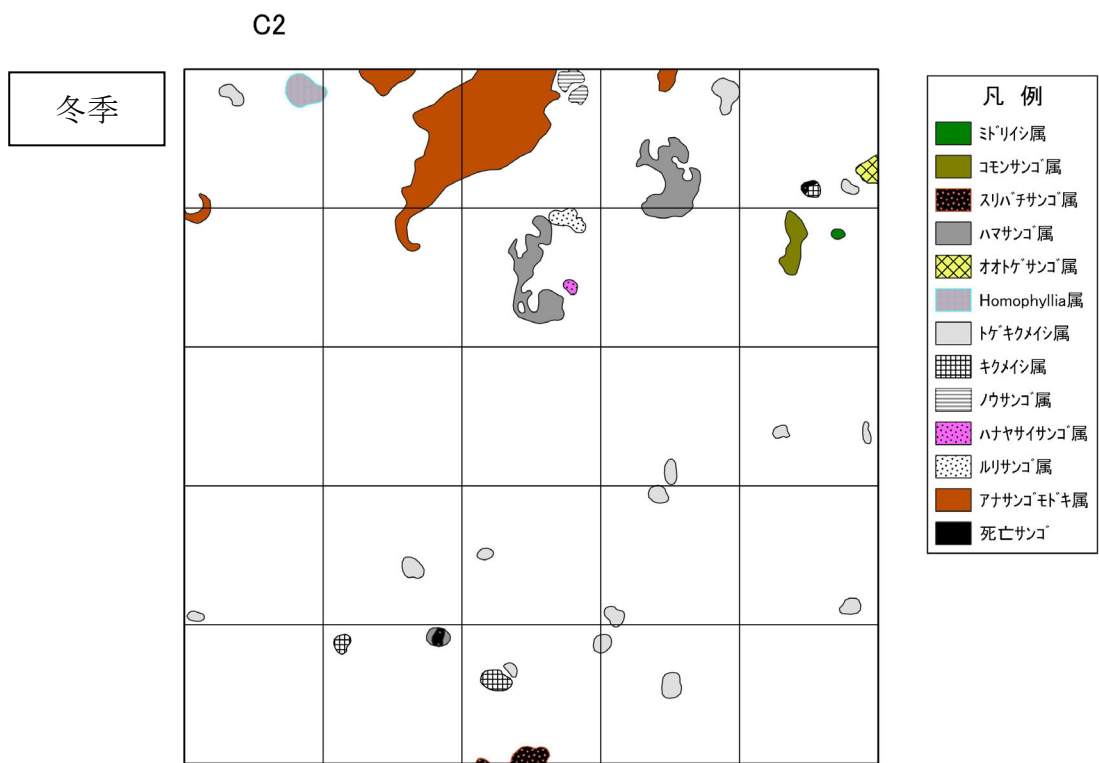 C2
冬季
凡 例
ミドリイシ属
コモンサンゴ属
スリバチサンゴ属
ハマサンゴ属
オオトゲサンゴ属
Homophyllia属
トゲキクメイシ属
キクメイシ属
ノウサンゴ属
ハナヤサイサンゴ属
ルリサンゴ属
アナサンゴモドキ属
死亡サンゴ